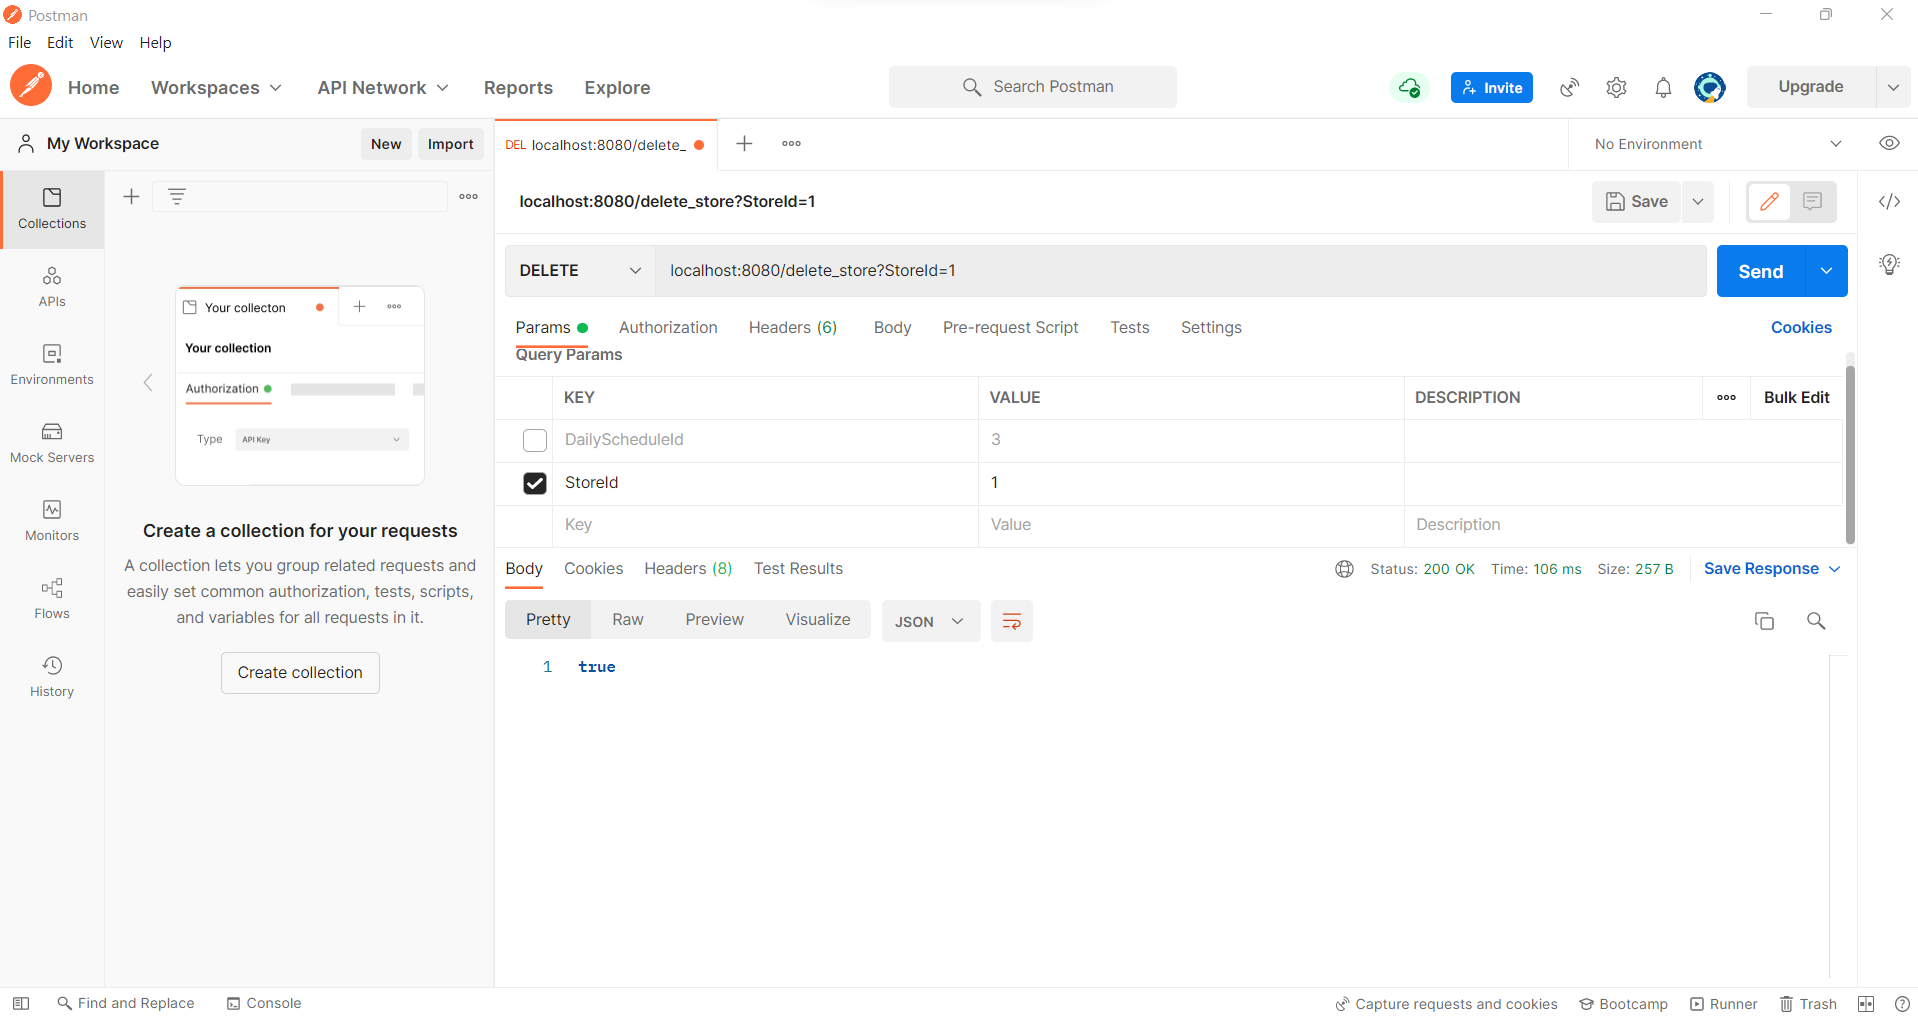 Postman
File Edit View Help
Home Workspaces API Network Reports Explore Search Postman Invite Upgrade
My Workspace New Import DEL localhost:8080/delete_ No Environment
Collections
APIs
Environments
Mock Servers
Monitors
Flows
History
Your collecton
Your collection
Authorization
Type API Key
Create a collection for your requests
A collection lets you group related requests and
easily set common authorization, tests, scripts,
and variables for all requests in it.
Create collection
localhost:8080/delete_store?StoreId=1 Save
DELETE localhost:8080/delete_store?StoreId=1 Send
Params Authorization Headers (6) Body Pre-request Script Tests Settings Cookies
Query Params
KEY VALUE DESCRIPTION Bulk Edit
DailyScheduleId 3
StoreId 1
Key Value Description
Body Cookies Headers (8) Test Results Status: 200 OK Time: 106 ms Size: 257 B Save Response
Pretty Raw Preview Visualize JSON
1 true
Find and Replace Console Capture requests and cookies Bootcamp Runner Trash